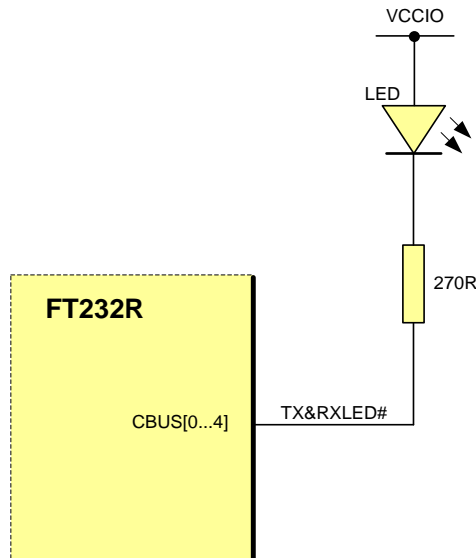 VCCIO
LED
270R
FT232R
CBUS[0...4]
TX&RXLED#